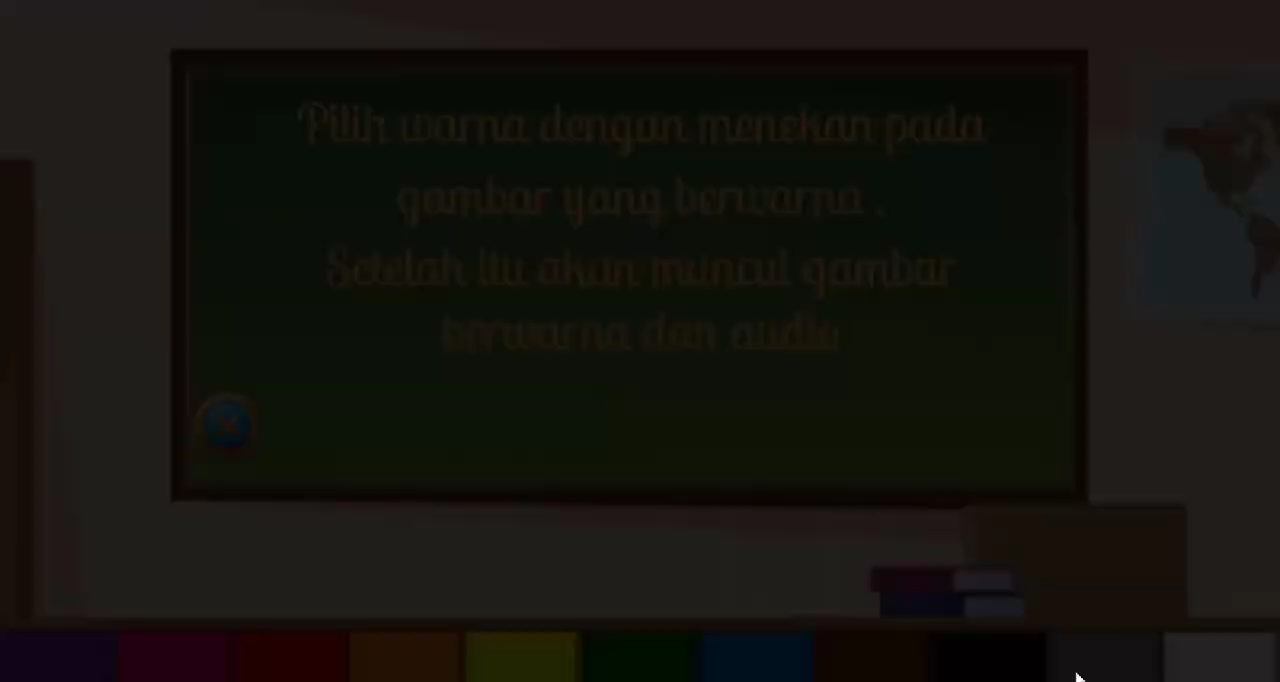 Pilih warna dengan menekan pada
gambar yang berwarna .
Setelah itu akan muncul gambar
berwarna dan audio